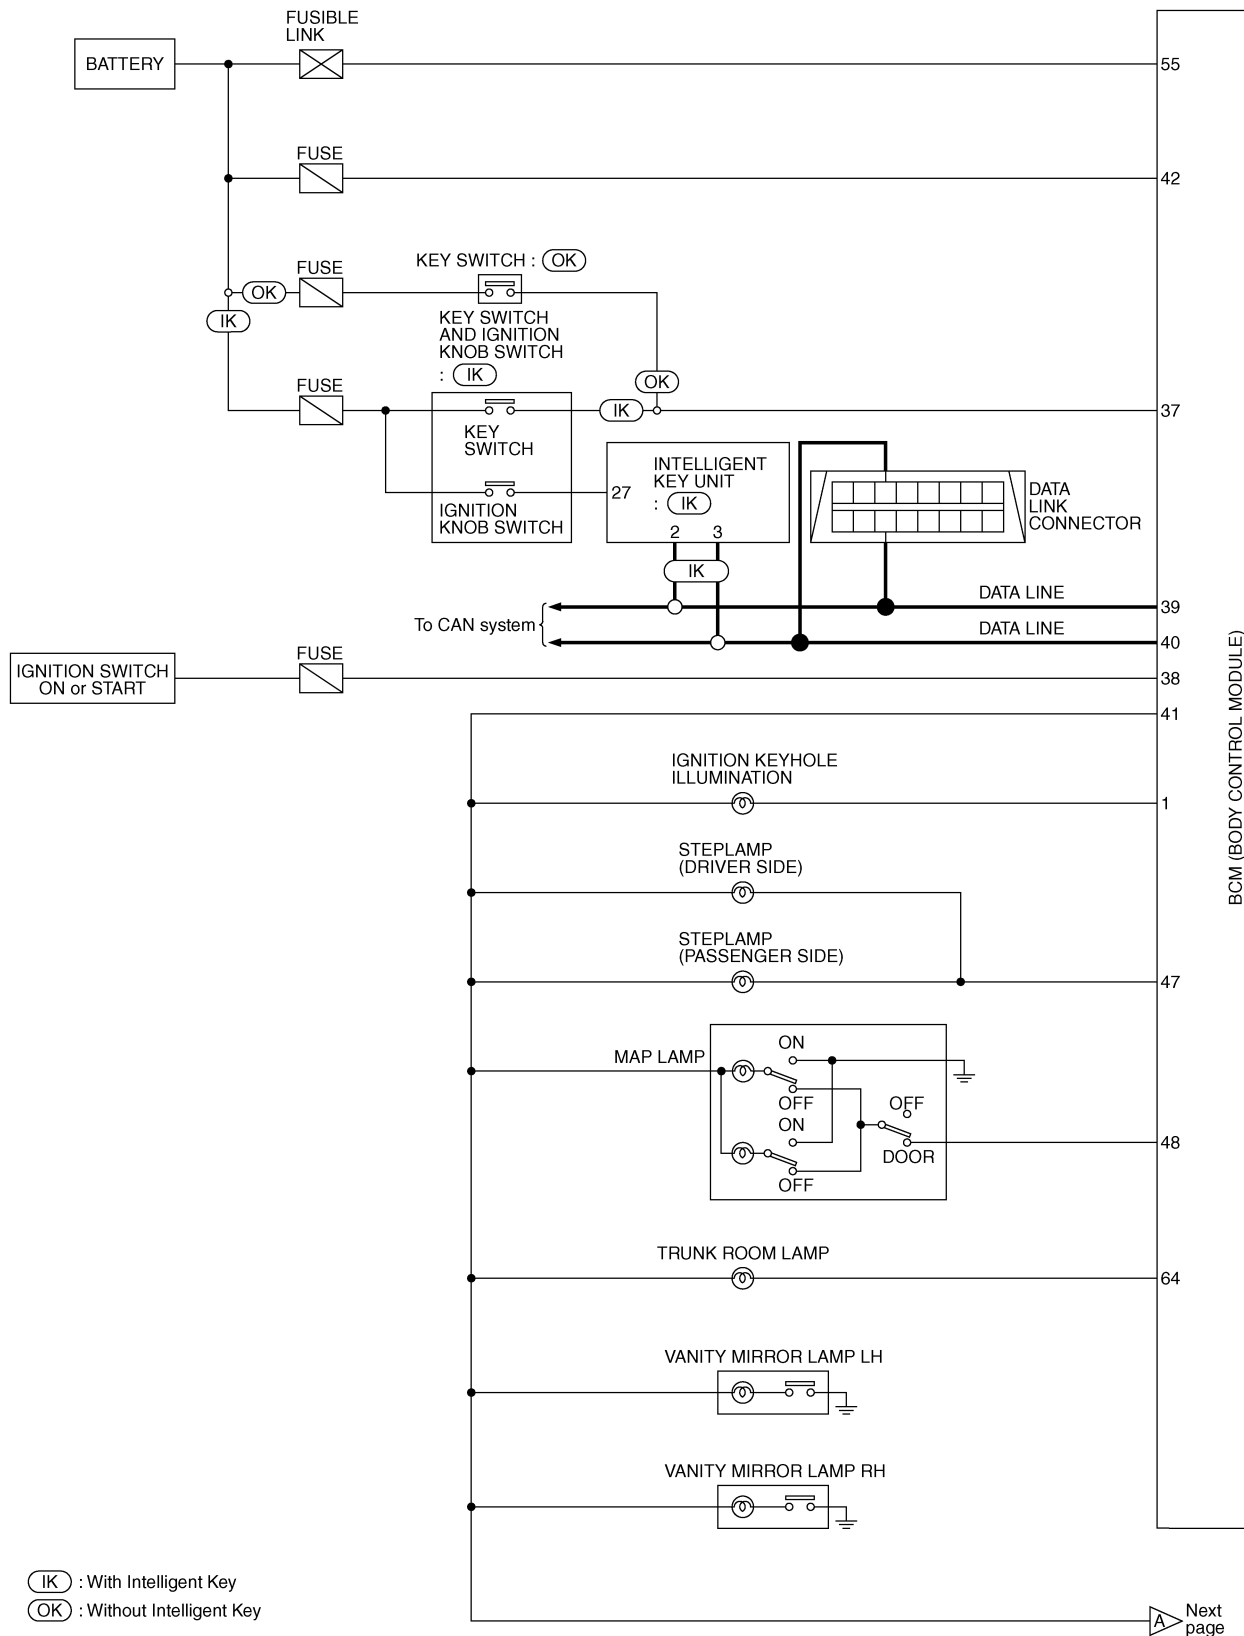 FUSIBLE
LINK
BATTERY
55
FUSE
42
FUSE
OK
KEY SWITCH : OK
IK
KEY SWITCH
AND IGNITION
KNOB SWITCH
: IK
OK
FUSE
IK
37
KEY
SWITCH
IGNITION
KNOB SWITCH
INTELLIGENT
KEY UNIT
: IK
27
2 3
IK
DATA
LINK
CONNECTOR
DATA LINE
39
To CAN system
DATA LINE
40
IGNITION SWITCH
ON or START
FUSE
38
41
BCM (BODY CONTROL MODULE)
IGNITION KEYHOLE
ILLUMINATION
1
STEPLAMP
(DRIVER SIDE)
STEPLAMP
(PASSENGER SIDE)
47
MAP LAMP
ON
OFF
ON
OFF
OFF
DOOR
48
TRUNK ROOM LAMP
64
VANITY MIRROR LAMP LH
VANITY MIRROR LAMP RH
IK : With Intelligent Key
OK : Without Intelligent Key
A Next
page